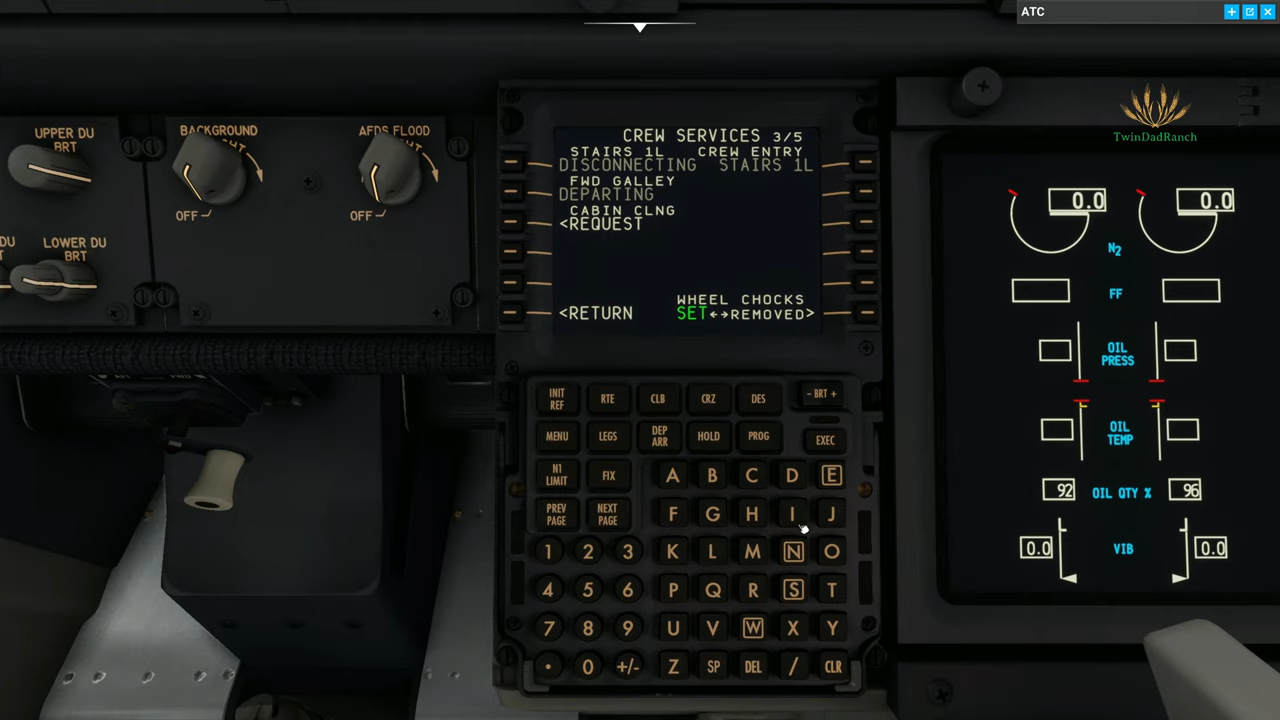 ATC
TwinDadRanch
UPPER DU
BRT
BACKGROUND
OFF
AFDS FLOOD
OFF
LOWER DU
BRT
DU
T
CREW SERVICES 3/5
STAIRS 1L CREW ENTRY
DISCONNECTING STAIRS 1L
FWD GALLEY
DEPARTING
CABIN CLNG
<REQUEST
WHEEL CHOCKS
<RETURN SET←→REMOVED>
INIT REF RTE CLB CRZ DES - BRT +
MENU LEGS DEP ARR HOLD PROG EXEC
N1 LIMIT FIX A B C D E
PREV PAGE NEXT PAGE F G H I J
1 2 3 K L M N O
4 5 6 P Q R S T
7 8 9 U V W X Y
. 0 +/- Z SP DEL / CLR
0.0 0.0
N2
FF
OIL
PRESS
OIL
TEMP
92 OIL QTY % 96
0.0 VIB 0.0